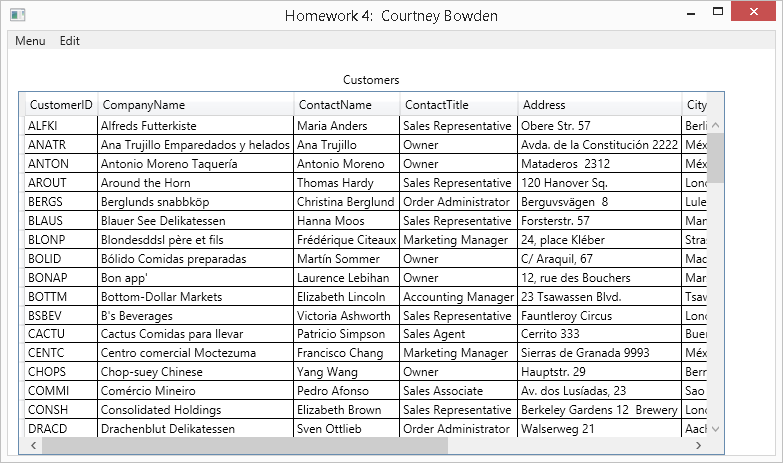 Homework 4:  Courtney Bowden
Menu Edit
Customers
CustomerID CompanyName ContactName ContactTitle Address City
ALFKI Alfreds Futterkiste Maria Anders Sales Representative Obere Str. 57 Berli
ANATR Ana Trujillo Emparedados y helados Ana Trujillo Owner Avda. de la Constitución 2222 Méx
ANTON Antonio Moreno Taquería Antonio Moreno Owner Mataderos  2312 Méx
AROUT Around the Horn Thomas Hardy Sales Representative 120 Hanover Sq. Lond
BERGS Berglunds snabbköp Christina Berglund Order Administrator Berguvsvägen  8 Lule
BLAUS Blauer See Delikatessen Hanna Moos Sales Representative Forsterstr. 57 Man
BLONP Blondesddsl père et fils Frédérique Citeaux Marketing Manager 24, place Kléber Stras
BOLID Bólido Comidas preparadas Martín Sommer Owner C/ Araquil, 67 Mad
BONAP Bon app' Laurence Lebihan Owner 12, rue des Bouchers Mar
BOTTM Bottom-Dollar Markets Elizabeth Lincoln Accounting Manager 23 Tsawassen Blvd. Tsaw
BSBEV B's Beverages Victoria Ashworth Sales Representative Fauntleroy Circus Lond
CACTU Cactus Comidas para llevar Patricio Simpson Sales Agent Cerrito 333 Buen
CENTC Centro comercial Moctezuma Francisco Chang Marketing Manager Sierras de Granada 9993 Méx
CHOPS Chop-suey Chinese Yang Wang Owner Hauptstr. 29 Bern
COMMI Comércio Mineiro Pedro Afonso Sales Associate Av. dos Lusíadas, 23 Sao
CONSH Consolidated Holdings Elizabeth Brown Sales Representative Berkeley Gardens 12  Brewery Lond
DRACD Drachenblut Delikatessen Sven Ottlieb Order Administrator Walserweg 21 Aach